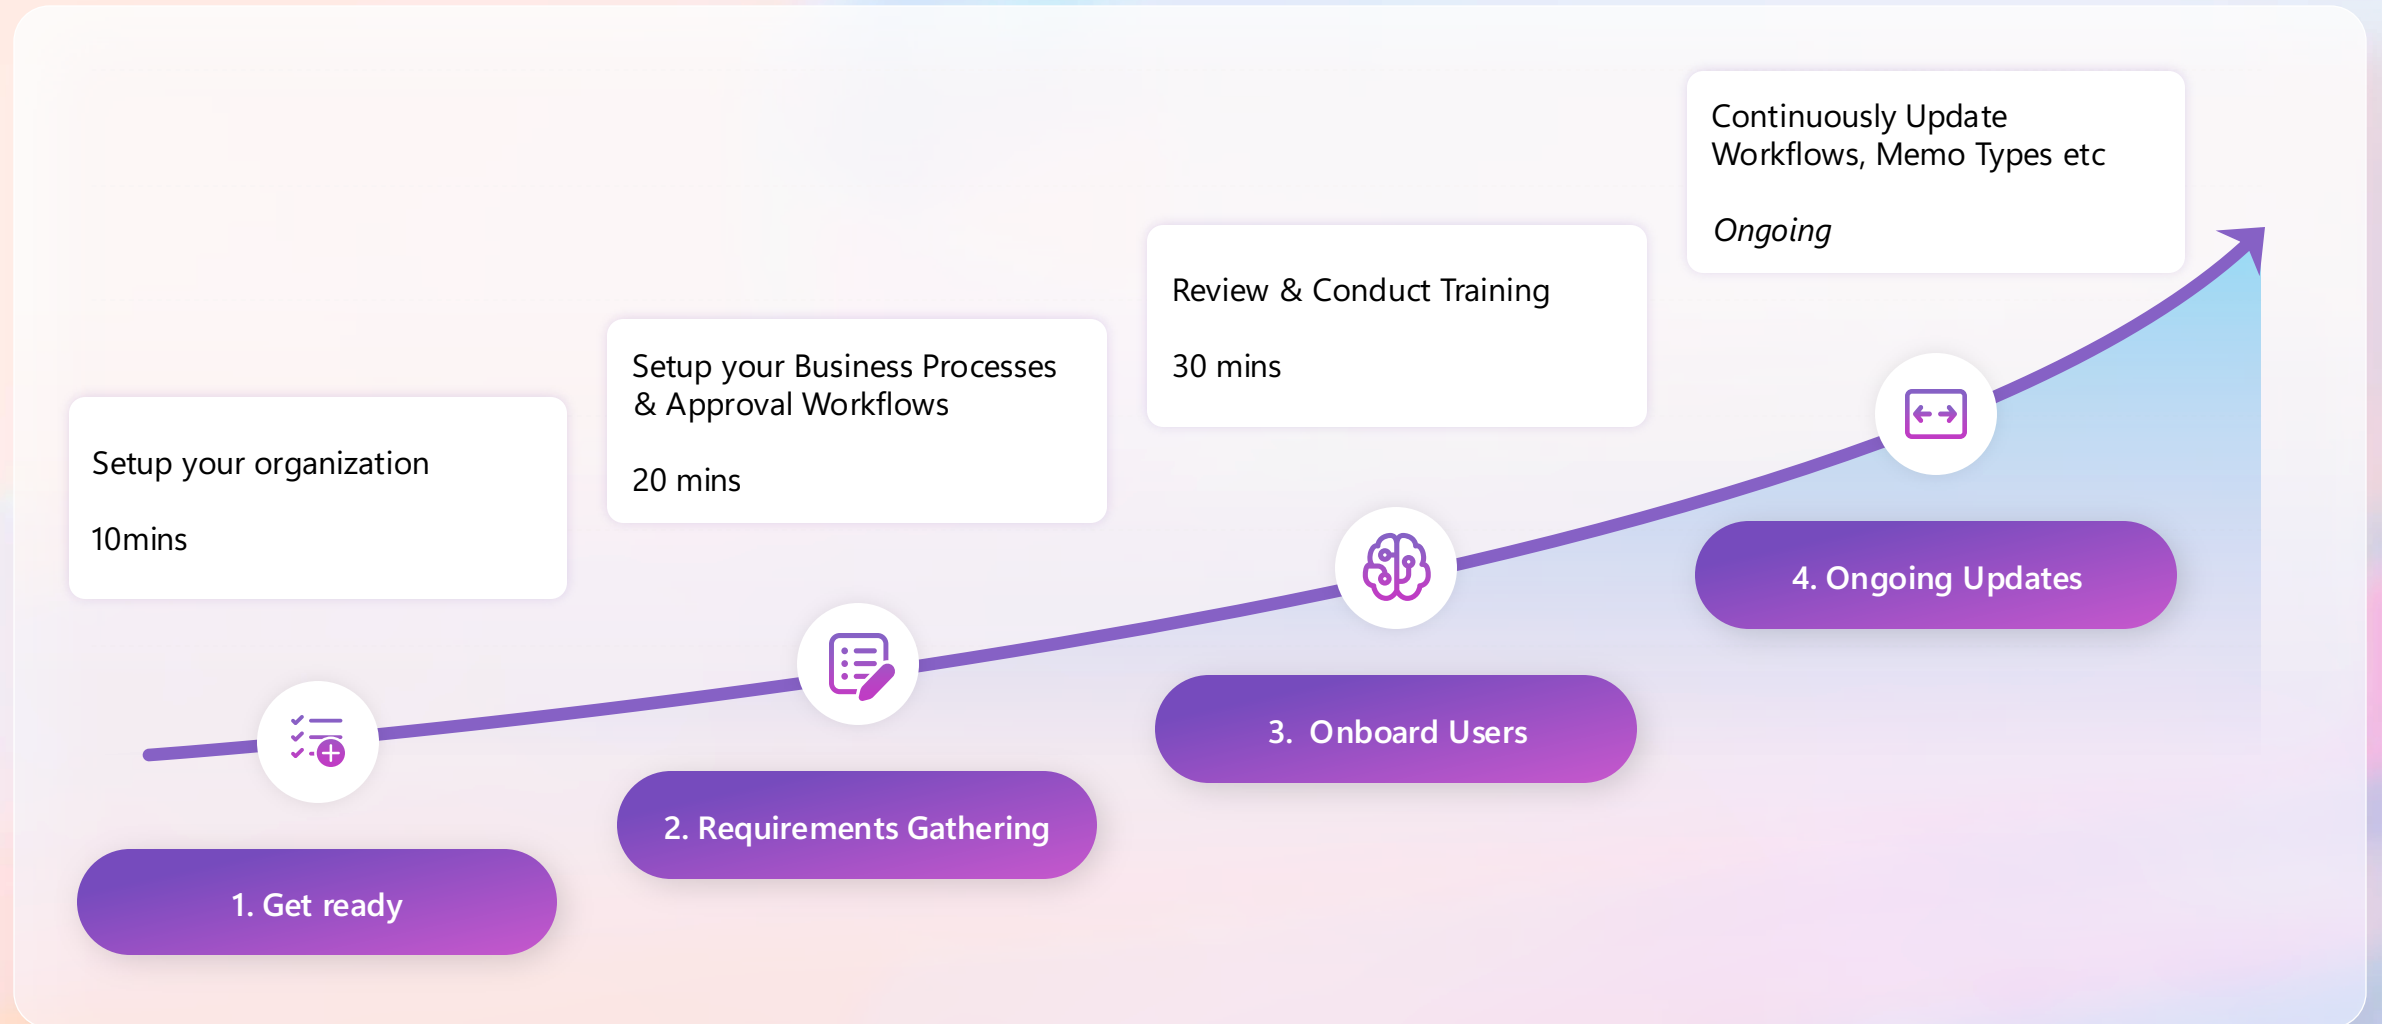 Setup your organization
10mins
1. Get ready
Setup your Business Processes
& Approval Workflows
20 mins
2. Requirements Gathering
Review & Conduct Training
30 mins
3.  Onboard Users
Continuously Update
Workflows, Memo Types etc
Ongoing
4. Ongoing Updates